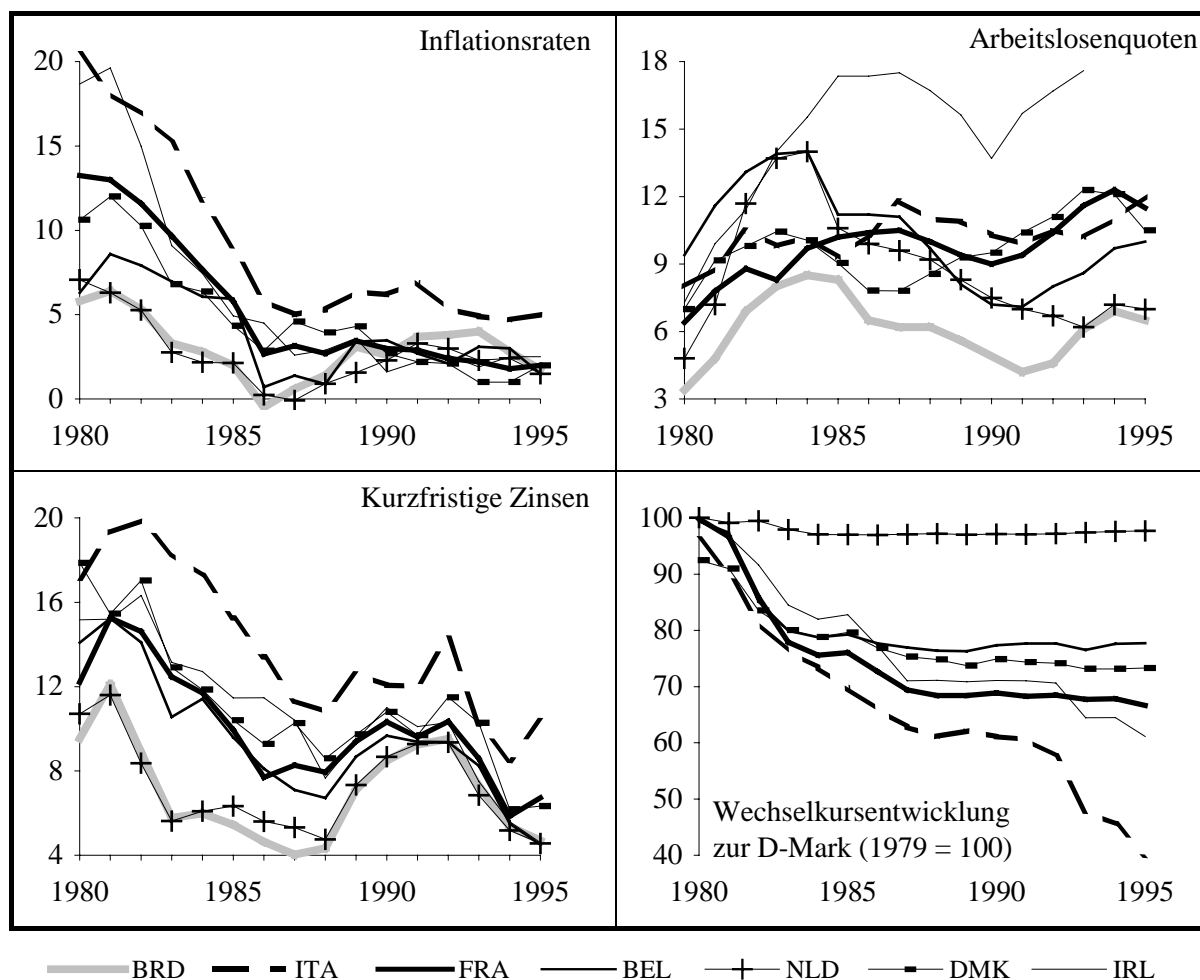 Inflationsraten
20
15
10
5
0
1980 1985 1990 1995
Arbeitslosenquoten
18
15
12
9
6
3
1980 1985 1990 1995
Kurzfristige Zinsen
20
16
12
8
4
1980 1985 1990 1995
100
90
80
70
60
50
40
Wechselkursentwicklung
zur D-Mark (1979 = 100)
1980 1985 1990 1995
BRD ITA FRA BEL NLD DMK IRL